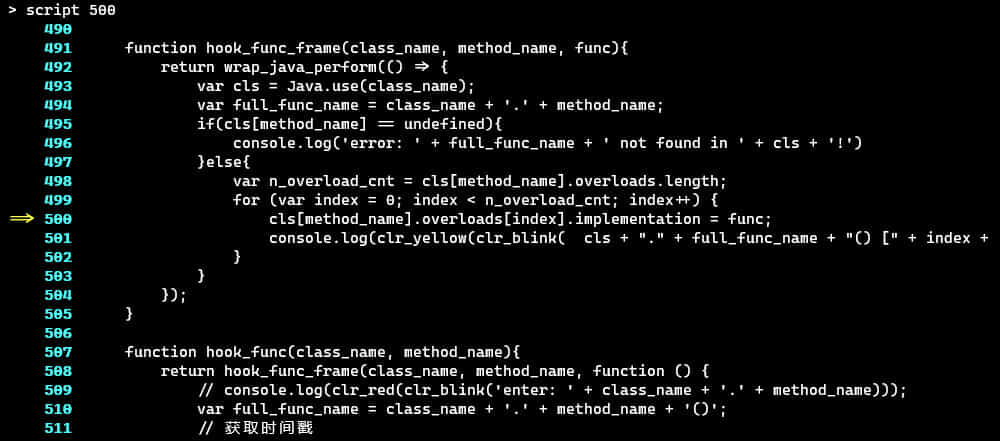 > script 500
490
491 function hook_func_frame(class_name, method_name, func){
492 return wrap_java_perform(() => {
493 var cls = Java.use(class_name);
494 var full_func_name = class_name + '.' + method_name;
495 if(cls[method_name] == undefined){
496 console.log('error: ' + full_func_name + ' not found in ' + cls + '!')
497 }else{
498 var n_overload_cnt = cls[method_name].overloads.length;
499 for (var index = 0; index < n_overload_cnt; index++) {
=> 500 cls[method_name].overloads[index].implementation = func;
501 console.log(clr_yellow(clr_blink( cls + "." + full_func_name + "() [" + index +
502 }
503 }
504 });
505 }
506
507 function hook_func(class_name, method_name){
508 return hook_func_frame(class_name, method_name, function () {
509 // console.log(clr_red(clr_blink('enter: ' + class_name + '.' + method_name)));
510 var full_func_name = class_name + '.' + method_name + '()';
511 // 获取时间戳